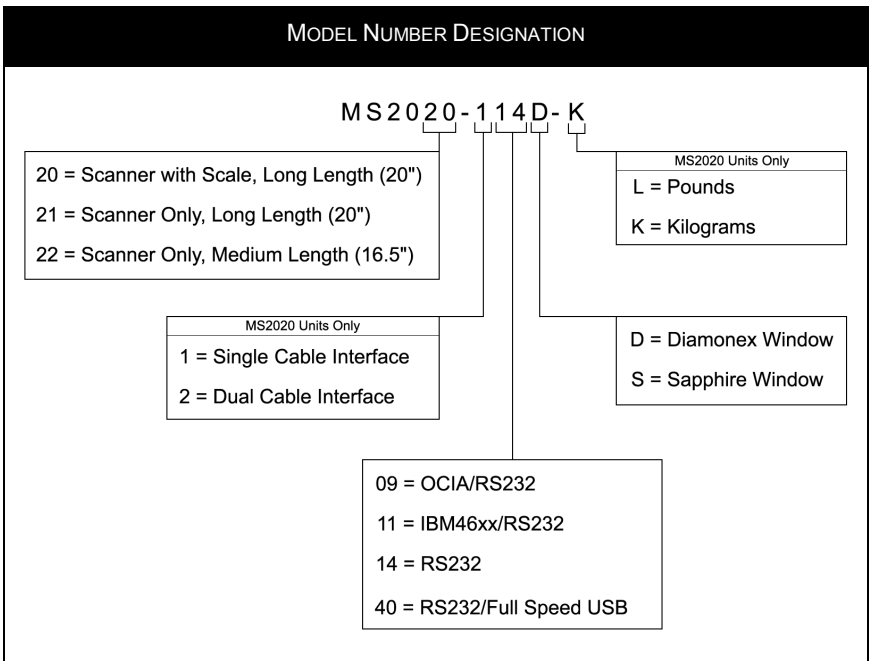 MODEL NUMBER DESIGNATION
MS2020-114D-K
20 = Scanner with Scale, Long Length (20")
21 = Scanner Only, Long Length (20")
22 = Scanner Only, Medium Length (16.5")
MS2020 Units Only
L = Pounds
K = Kilograms
MS2020 Units Only
1 = Single Cable Interface
2 = Dual Cable Interface
D = Diamonex Window
S = Sapphire Window
09 = OCIA/RS232
11 = IBM46xx/RS232
14 = RS232
40 = RS232/Full Speed USB